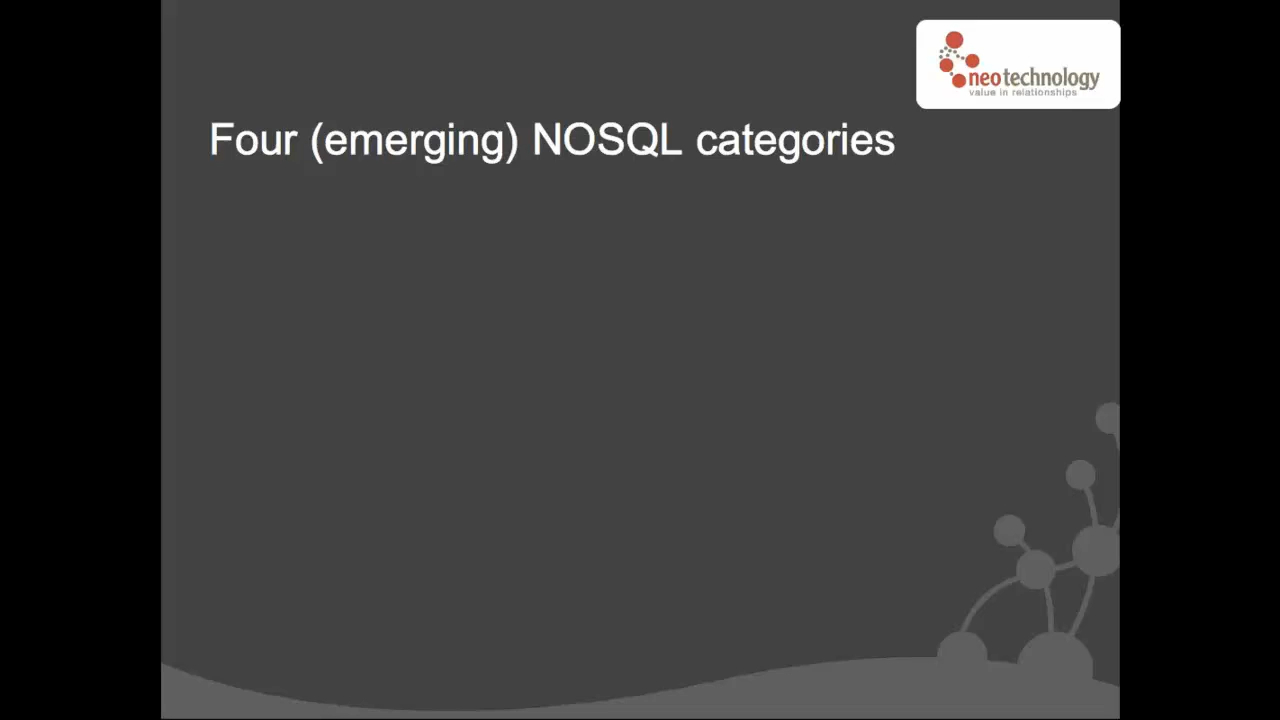 neotechnology
value in relationships
Four (emerging) NOSQL categories